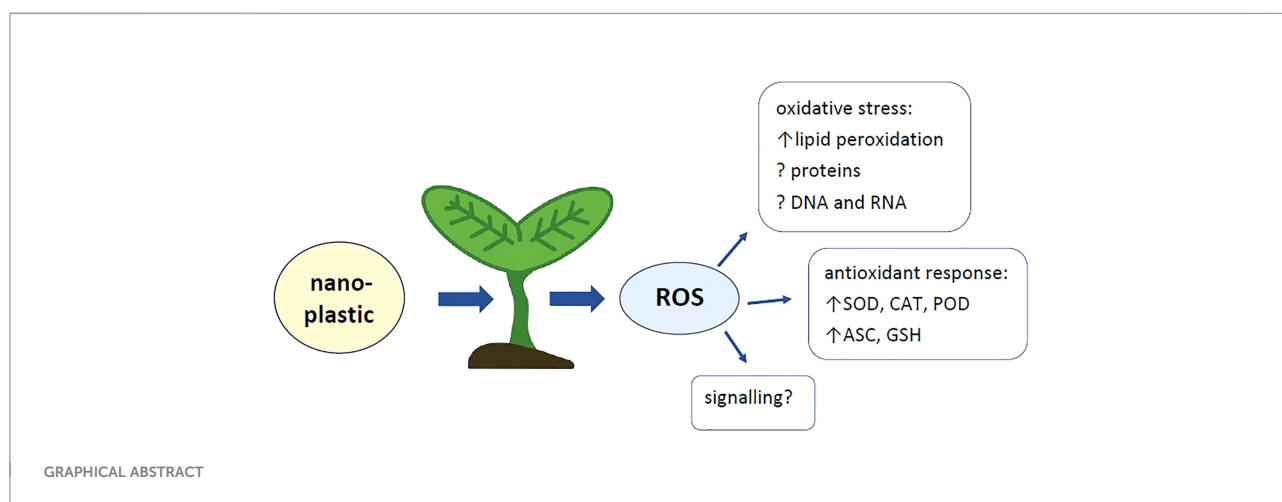 nano-
plastic
ROS
oxidative stress:
↑lipid peroxidation
? proteins
? DNA and RNA
antioxidant response:
↑SOD, CAT, POD
↑ASC, GSH
signalling?
GRAPHICAL ABSTRACT